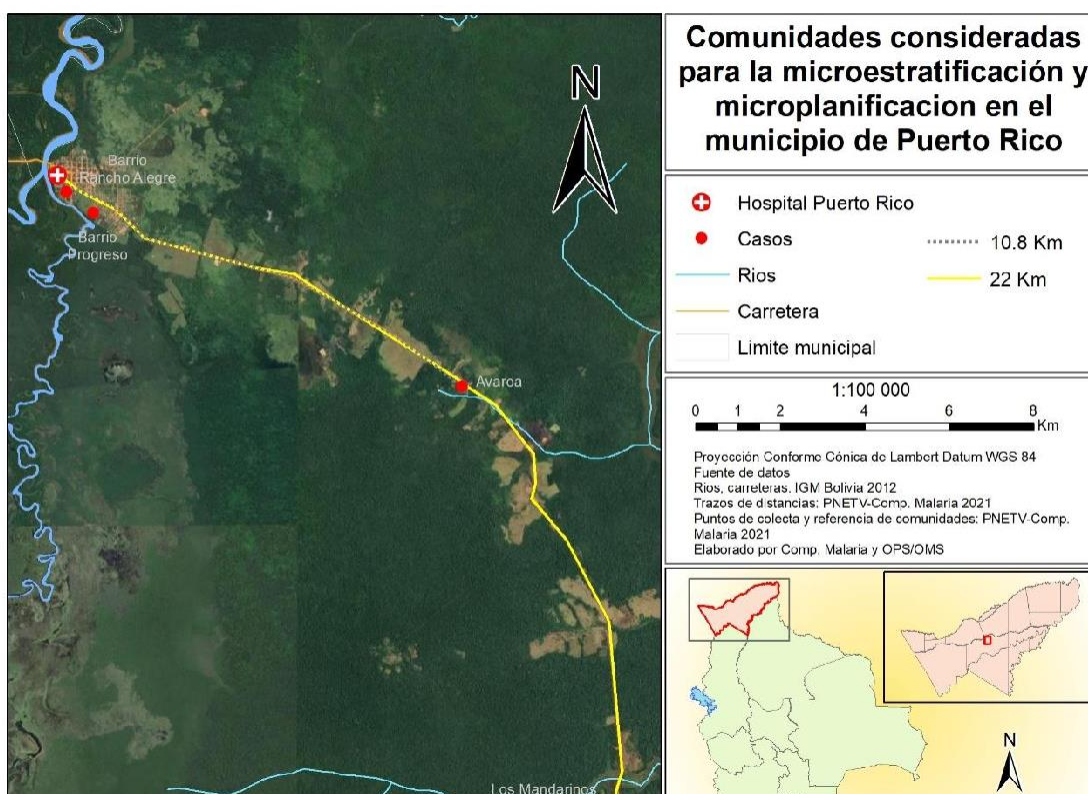 Comunidades consideradas
para la microestratificación y
microplanificacion en el
municipio de Puerto Rico
N
Barrio
Rancho Alegre
Barrio
Progreso
Avaroa
Los Mandarinos
Hospital Puerto Rico
Casos
10.8 Km
Rios
22 Km
Carretera
Limite municipal
1:100 000
0 1 2 4 6 8
Km
Proyección Conforme Cónica de Lambert Datum WGS 84
Fuente de datos
Rios, carreteras. IGM Bolivia 2012
Trazos de distancias: PNETV-Comp. Malaria 2021
Puntos de colecta y referencia de comunidades: PNETV-Comp.
Malaria 2021
Elaborado por Comp. Malaria y OPS/OMS
N